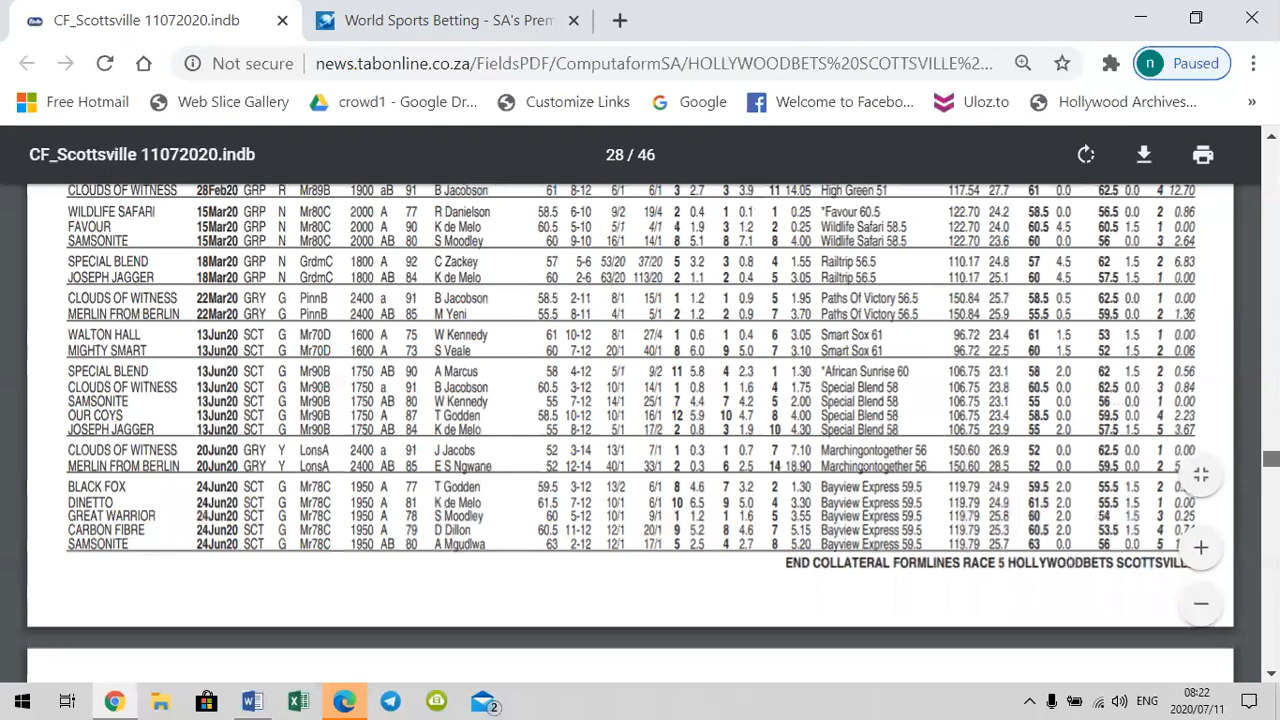 CF_Scottsville 11072020.indb
World Sports Betting - SA's Prem
Not secure news.tabonline.co.za/FieldsPDF/ComputaformSA/HOLLYWOODBETS%20SCOTTSVILLE%2... n Paused
Free Hotmail Web Slice Gallery crowd1 - Google Dr... Customize Links Google Welcome to Facebo... Uloz.to Hollywood Archives... »
CF_Scottsville 11072020.indb 28 / 46
CLOUDS OF WITNESS 28Feb20 GRP R Mr89B 1900 aB 91 B Jacobson 61 8-12 6/1 6/1 3 2.7 3 3.9 11 14.05 High Green 51 117.54 27.7 61 0.0 62.5 0.0 4 12.70
WILDLIFE SAFARI 15Mar20 GRP N Mr80C 2000 A 77 R Danielson 58.5 6-10 9/2 19/4 2 0.4 1 0.1 1 0.25 *Favour 60.5 122.70 24.2 58.5 0.0 56.5 0.0 2 0.86
FAVOUR 15Mar20 GRP N Mr80C 2000 A 90 K de Melo 60.5 5-10 5/1 4/1 4 1.9 3 1.2 2 0.25 Wildlife Safari 58.5 122.70 24.0 60.5 4.5 60.5 1.5 1 0.00
SAMSONITE 15Mar20 GRP N Mr80C 2000 AB 80 S Moodley 60 9-10 16/1 14/1 8 5.1 8 7.1 8 4.00 Wildlife Safari 58.5 122.70 23.6 60 0.0 56 0.0 3 2.64
SPECIAL BLEND 18Mar20 GRP N GrdmC 1800 A 92 C Zackey 57 5-6 53/20 37/20 5 3.2 3 0.8 4 1.55 Railtrip 56.5 110.17 24.8 57 4.5 62 1.5 2 6.83
JOSEPH JAGGER 18Mar20 GRP N GrdmC 1800 AB 84 K de Melo 60 2-6 63/20 113/20 2 1.1 2 0.4 5 3.05 Railtrip 56.5 110.17 25.1 60 4.5 57.5 1.5 1 0.00
CLOUDS OF WITNESS 22Mar20 GRY G PinnB 2400 a 91 B Jacobson 58.5 2-11 8/1 15/1 1 1.2 1 0.9 5 1.95 Paths Of Victory 56.5 150.84 25.7 58.5 0.5 62.5 0.0 1 0.00
MERLIN FROM BERLIN 22Mar20 GRY G PinnB 2400 AB 85 M Yeni 55.5 8-11 4/1 5/1 2 1.2 2 0.9 7 3.70 Paths Of Victory 56.5 150.84 25.9 55.5 0.5 59.5 0.0 2 1.36
WALTON HALL 13Jun20 SCT G Mr70D 1600 A 75 W Kennedy 61 10-12 8/1 27/4 1 0.6 1 0.4 6 3.05 Smart Sox 61 96.72 23.4 61 1.5 53 1.5 1 0.00
MIGHTY SMART 13Jun20 SCT G Mr70D 1600 A 73 S Veale 60 7-12 20/1 40/1 8 6.0 9 5.0 7 3.10 Smart Sox 61 96.72 22.5 60 1.5 52 1.5 2 0.06
SPECIAL BLEND 13Jun20 SCT G Mr90B 1750 AB 90 A Marcus 58 4-12 5/1 9/2 11 5.8 4 2.3 1 1.30 *African Sunrise 60 106.75 23.1 58 2.0 62 1.5 2 0.56
CLOUDS OF WITNESS 13Jun20 SCT G Mr90B 1750 a 91 B Jacobson 60.5 3-12 10/1 14/1 1 0.8 1 1.6 4 1.75 Special Blend 58 106.75 23.8 60.5 0.0 62.5 0.0 3 0.84
SAMSONITE 13Jun20 SCT G Mr90B 1750 AB 80 W Kennedy 55 7-12 14/1 25/1 7 4.4 7 4.2 5 2.00 Special Blend 58 106.75 23.1 55 0.0 56 0.0 1 0.00
OUR COYS 13Jun20 SCT G Mr90B 1750 A 87 T Godden 58.5 10-12 10/1 16/1 12 5.9 10 4.7 8 4.00 Special Blend 58 106.75 23.4 58.5 0.0 59.5 0.0 4 2.23
JOSEPH JAGGER 13Jun20 SCT G Mr90B 1750 AB 84 K de Melo 55 8-12 5/1 17/2 2 0.8 3 1.9 10 4.30 Special Blend 58 106.75 23.9 55 2.0 57.5 1.5 5 3.67
CLOUDS OF WITNESS 20Jun20 GRY Y LonsA 2400 a 91 J Jacobs 52 3-14 13/1 7/1 1 0.3 1 0.7 7 7.10 Marchingontogether 56 150.60 26.9 52 0.0 62.5 0.0 1 0.00
MERLIN FROM BERLIN 20Jun20 GRY Y LonsA 2400 AB 85 E S Ngwane 52 12-14 40/1 33/1 2 0.3 6 2.5 14 18.90 Marchingontogether 56 150.60 28.5 52 0.0 59.5 0.0 2
BLACK FOX 24Jun20 SCT G Mr78C 1950 A 77 T Godden 59.5 3-12 13/2 6/1 8 4.6 7 3.2 2 1.30 Bayview Express 59.5 119.79 24.9 59.5 2.0 55.5 1.5 2
DINETTO 24Jun20 SCT G Mr78C 1950 A 81 K de Melo 61.5 7-12 13/1 6/1 10 6.5 9 5.0 4 3.30 Bayview Express 59.5 119.79 24.9 61.5 2.0 55.5 1.5 1
GREAT WARRIOR 24Jun20 SCT G Mr78C 1950 A 78 S Moodley 60 5-12 10/1 9/1 1 1.2 1 1.6 5 3.55 Bayview Express 59.5 119.79 25.8 60 2.0 54 1.5 3 0.25
CARBON FIBRE 24Jun20 SCT G Mr78C 1950 A 79 D Dillon 60.5 11-12 12/1 20/1 9 5.2 8 4.6 7 5.15 Bayview Express 59.5 119.79 25.3 60.5 2.0 53.5 1.5 4
SAMSONITE 24Jun20 SCT G Mr78C 1950 AB 80 A Mgudlwa 63 2-12 12/1 17/1 5 2.5 4 2.7 8 5.20 Bayview Express 59.5 119.79 25.7 63 0.0 56 0.0 5
END COLLATERAL FORMLINES RACE 5 HOLLYWOODBETS SCOTTSVILLE
2 ENG 08:22
2020/07/11